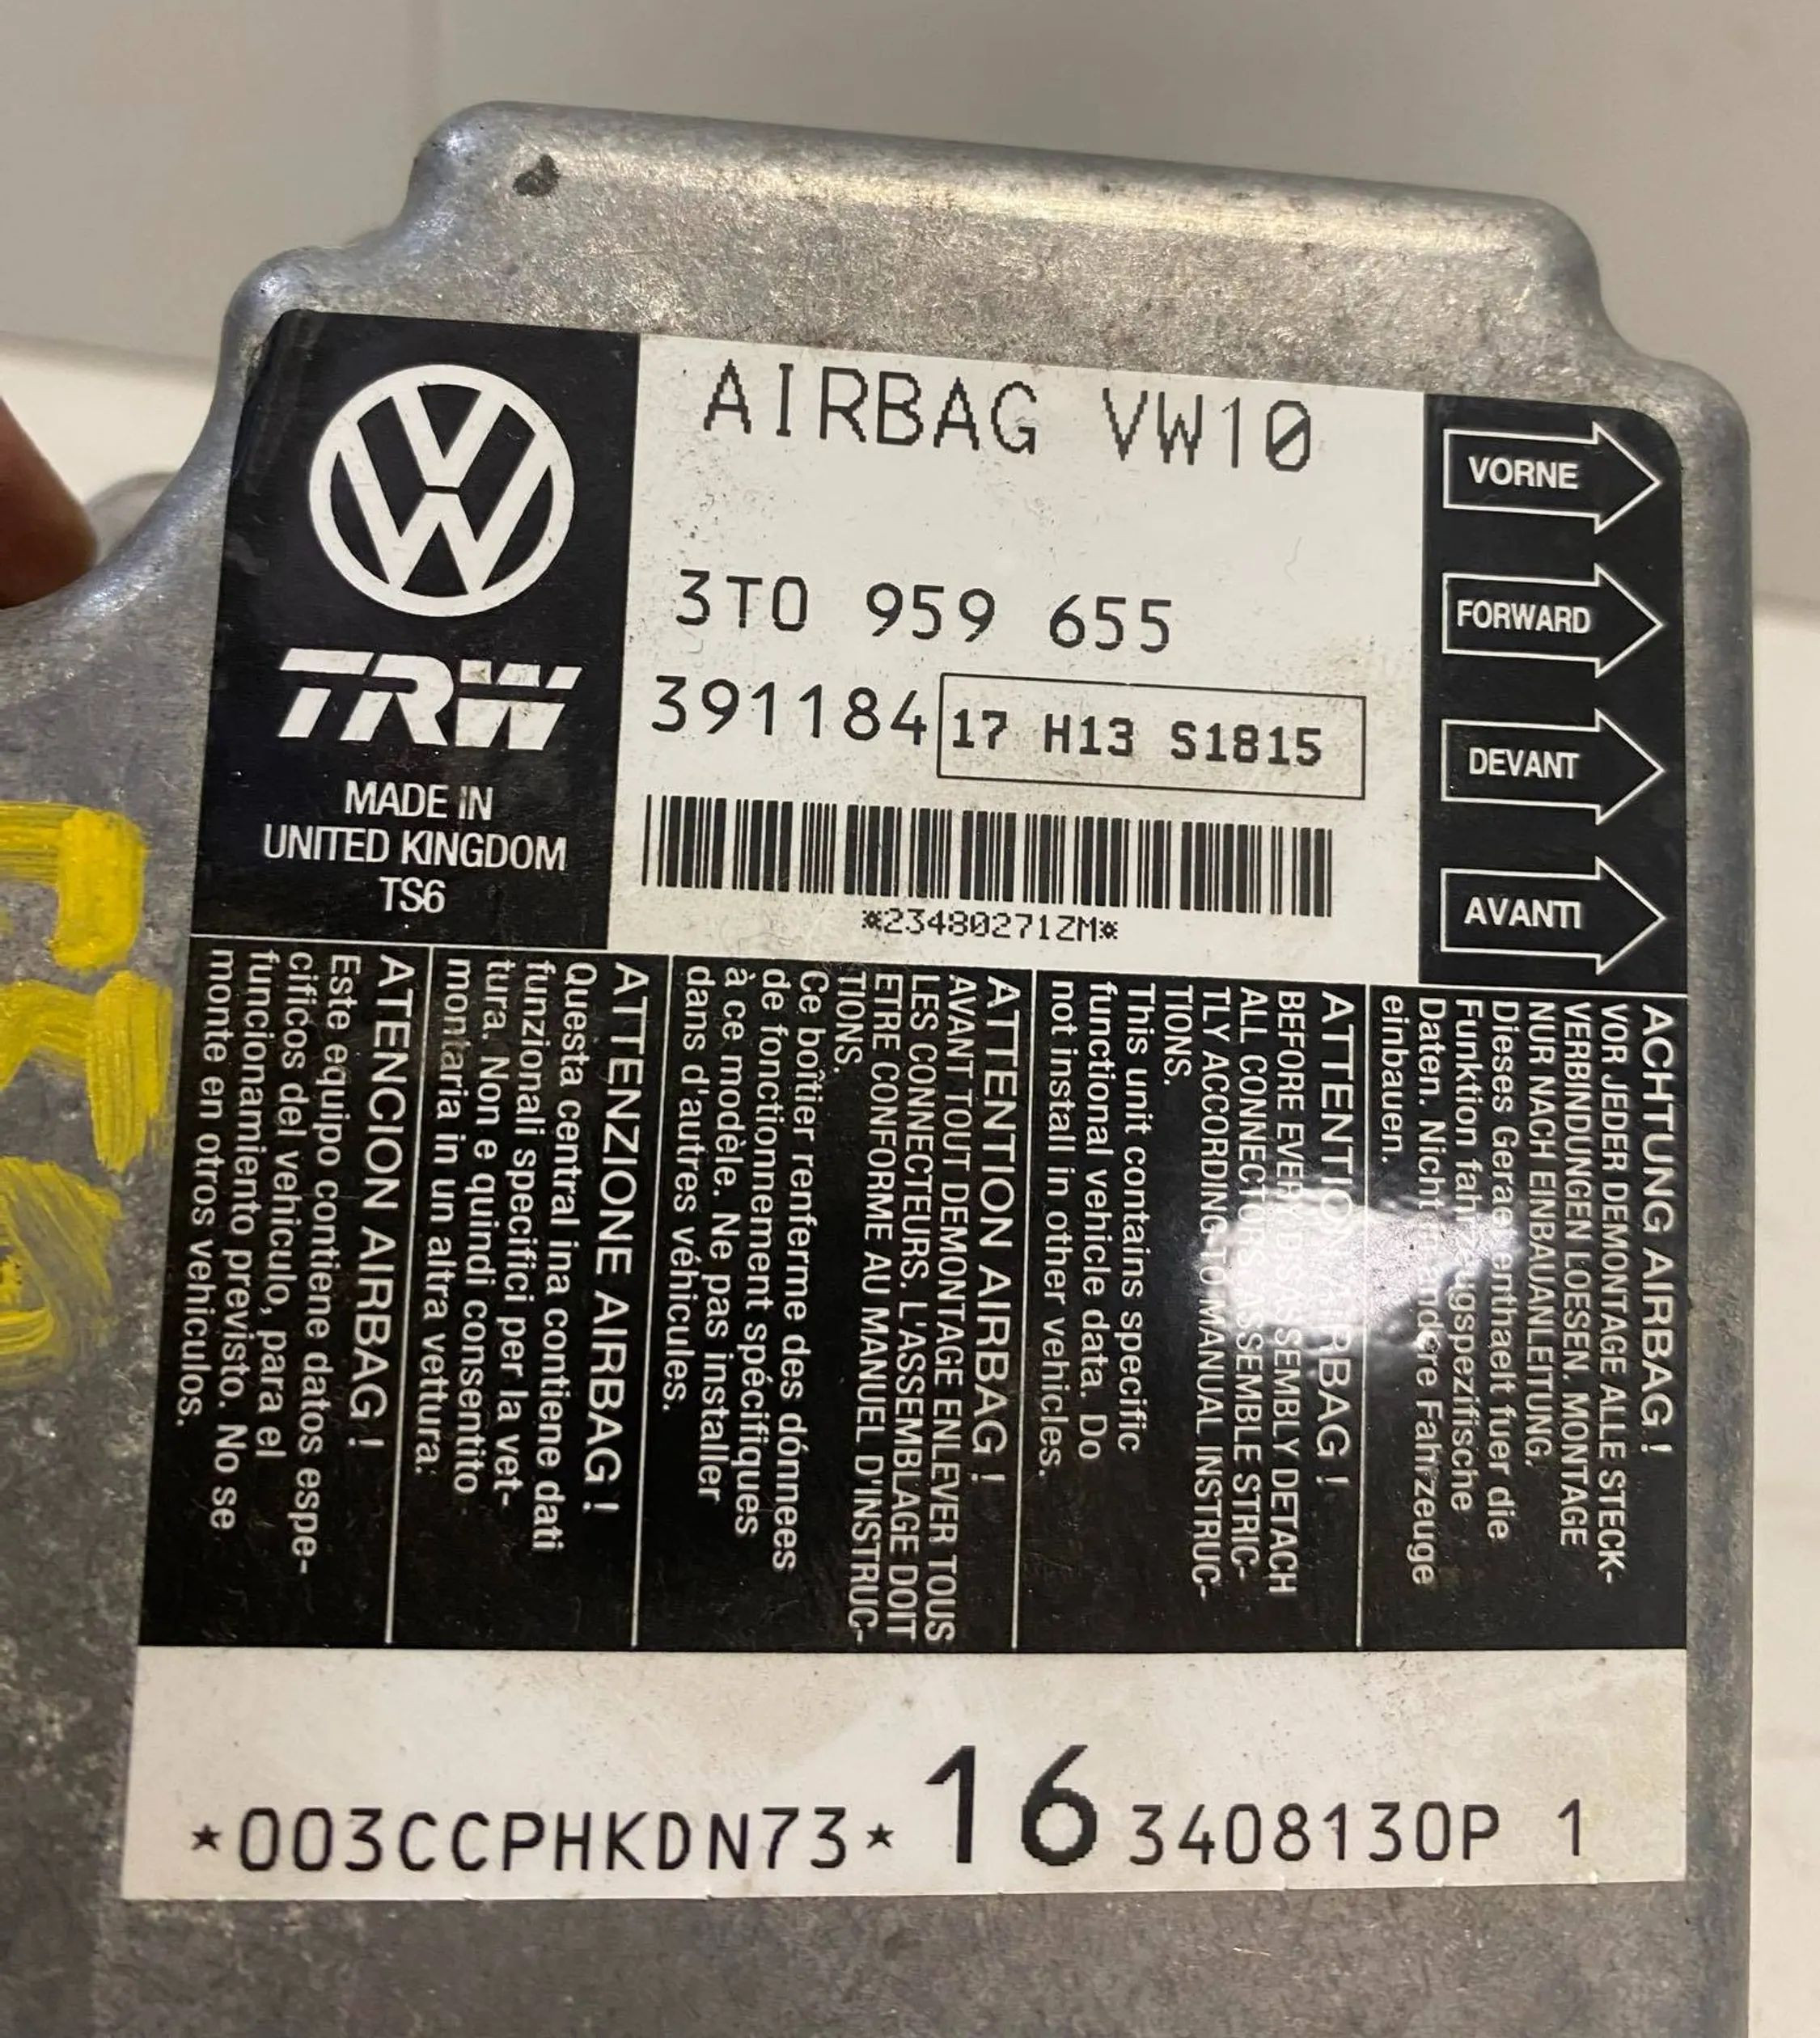 AIRBAG VW10
3T0 959 655
391184 17 H13 S1815
*23480271ZM*
VW
TRW
MADE IN
UNITED KINGDOM
TS6
VORNE
FORWARD
DEVANT
AVANTI
ACHTUNG AIRBAG !
VOR JEDER DEMONTAGE ALLE STECK-
VERBINDUNGEN LOESEN. MONTAGE
NUR NACH EINBAUANLEITUNG.
Dieses Geraet enthaelt fuer die
Funktion fahrzeugspezifische
Daten. Nicht in andere Fahrzeuge
einbauen.
ATTENTION AIRBAG !
BEFORE EVERY DISASSEMBLY DETACH
ALL CONNECTORS. ASSEMBLE STRIC-
TLY ACCORDING TO MANUAL INSTRUC-
TIONS.
This unit contains specific
functional vehicle data. Do
not install in other vehicles.
ATTENTION AIRBAG !
AVANT TOUT DEMONTAGE ENLEVER TOUS
LES CONNECTEURS. L'ASSEMBLAGE DOIT
ETRE CONFORME AU MANUEL D'INSTRUC-
TIONS.
Ce boîtier renferme des dónnees
de fonctionnement spécifiques
à ce modèle. Ne pas installer
dans d'autres véhicules.
ATTENZIONE AIRBAG !
Questa central ina contiene dati
funzionali specifici per la vet-
tura. Non e quindi consentito
montaria in un altra vettura.
ATENCION AIRBAG !
Este equipo contiene datos espe-
cificos del vehiculo, para el
funcionamiento previsto. No se
monte en otros vehiculos.
*003CCPHKDN73* 16 3408130P 1